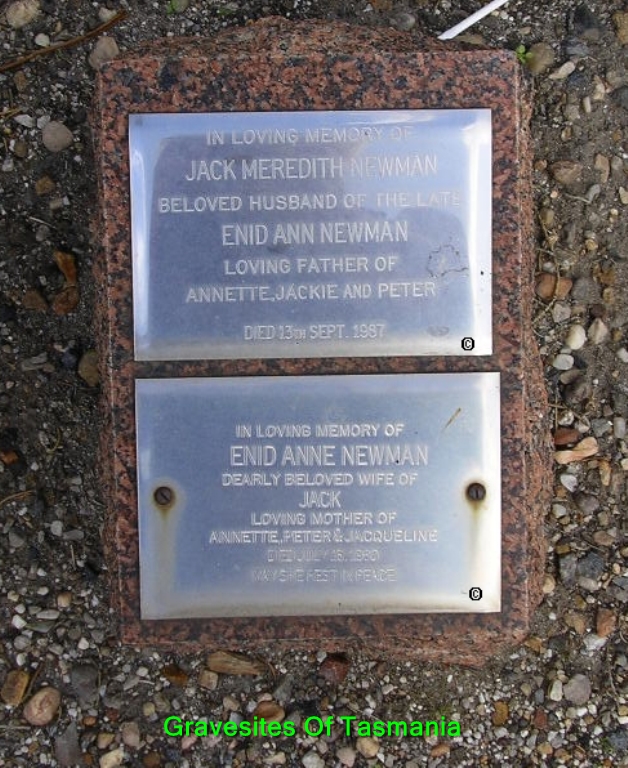 IN LOVING MEMORY OF
JACK MEREDITH NEWMAN
BELOVED HUSBAND OF THE LATE
ENID ANN NEWMAN
LOVING FATHER OF
ANNETTE, JACKIE AND PETER
DIED 13TH SEPT. 1987
©
IN LOVING MEMORY OF
ENID ANNE NEWMAN
DEARLY BELOVED WIFE OF
JACK
LOVING MOTHER OF
ANNETTE, PETER & JACQUELINE
DIED JULY
MAY SHE REST IN PEACE
©
Gravesites Of Tasmania